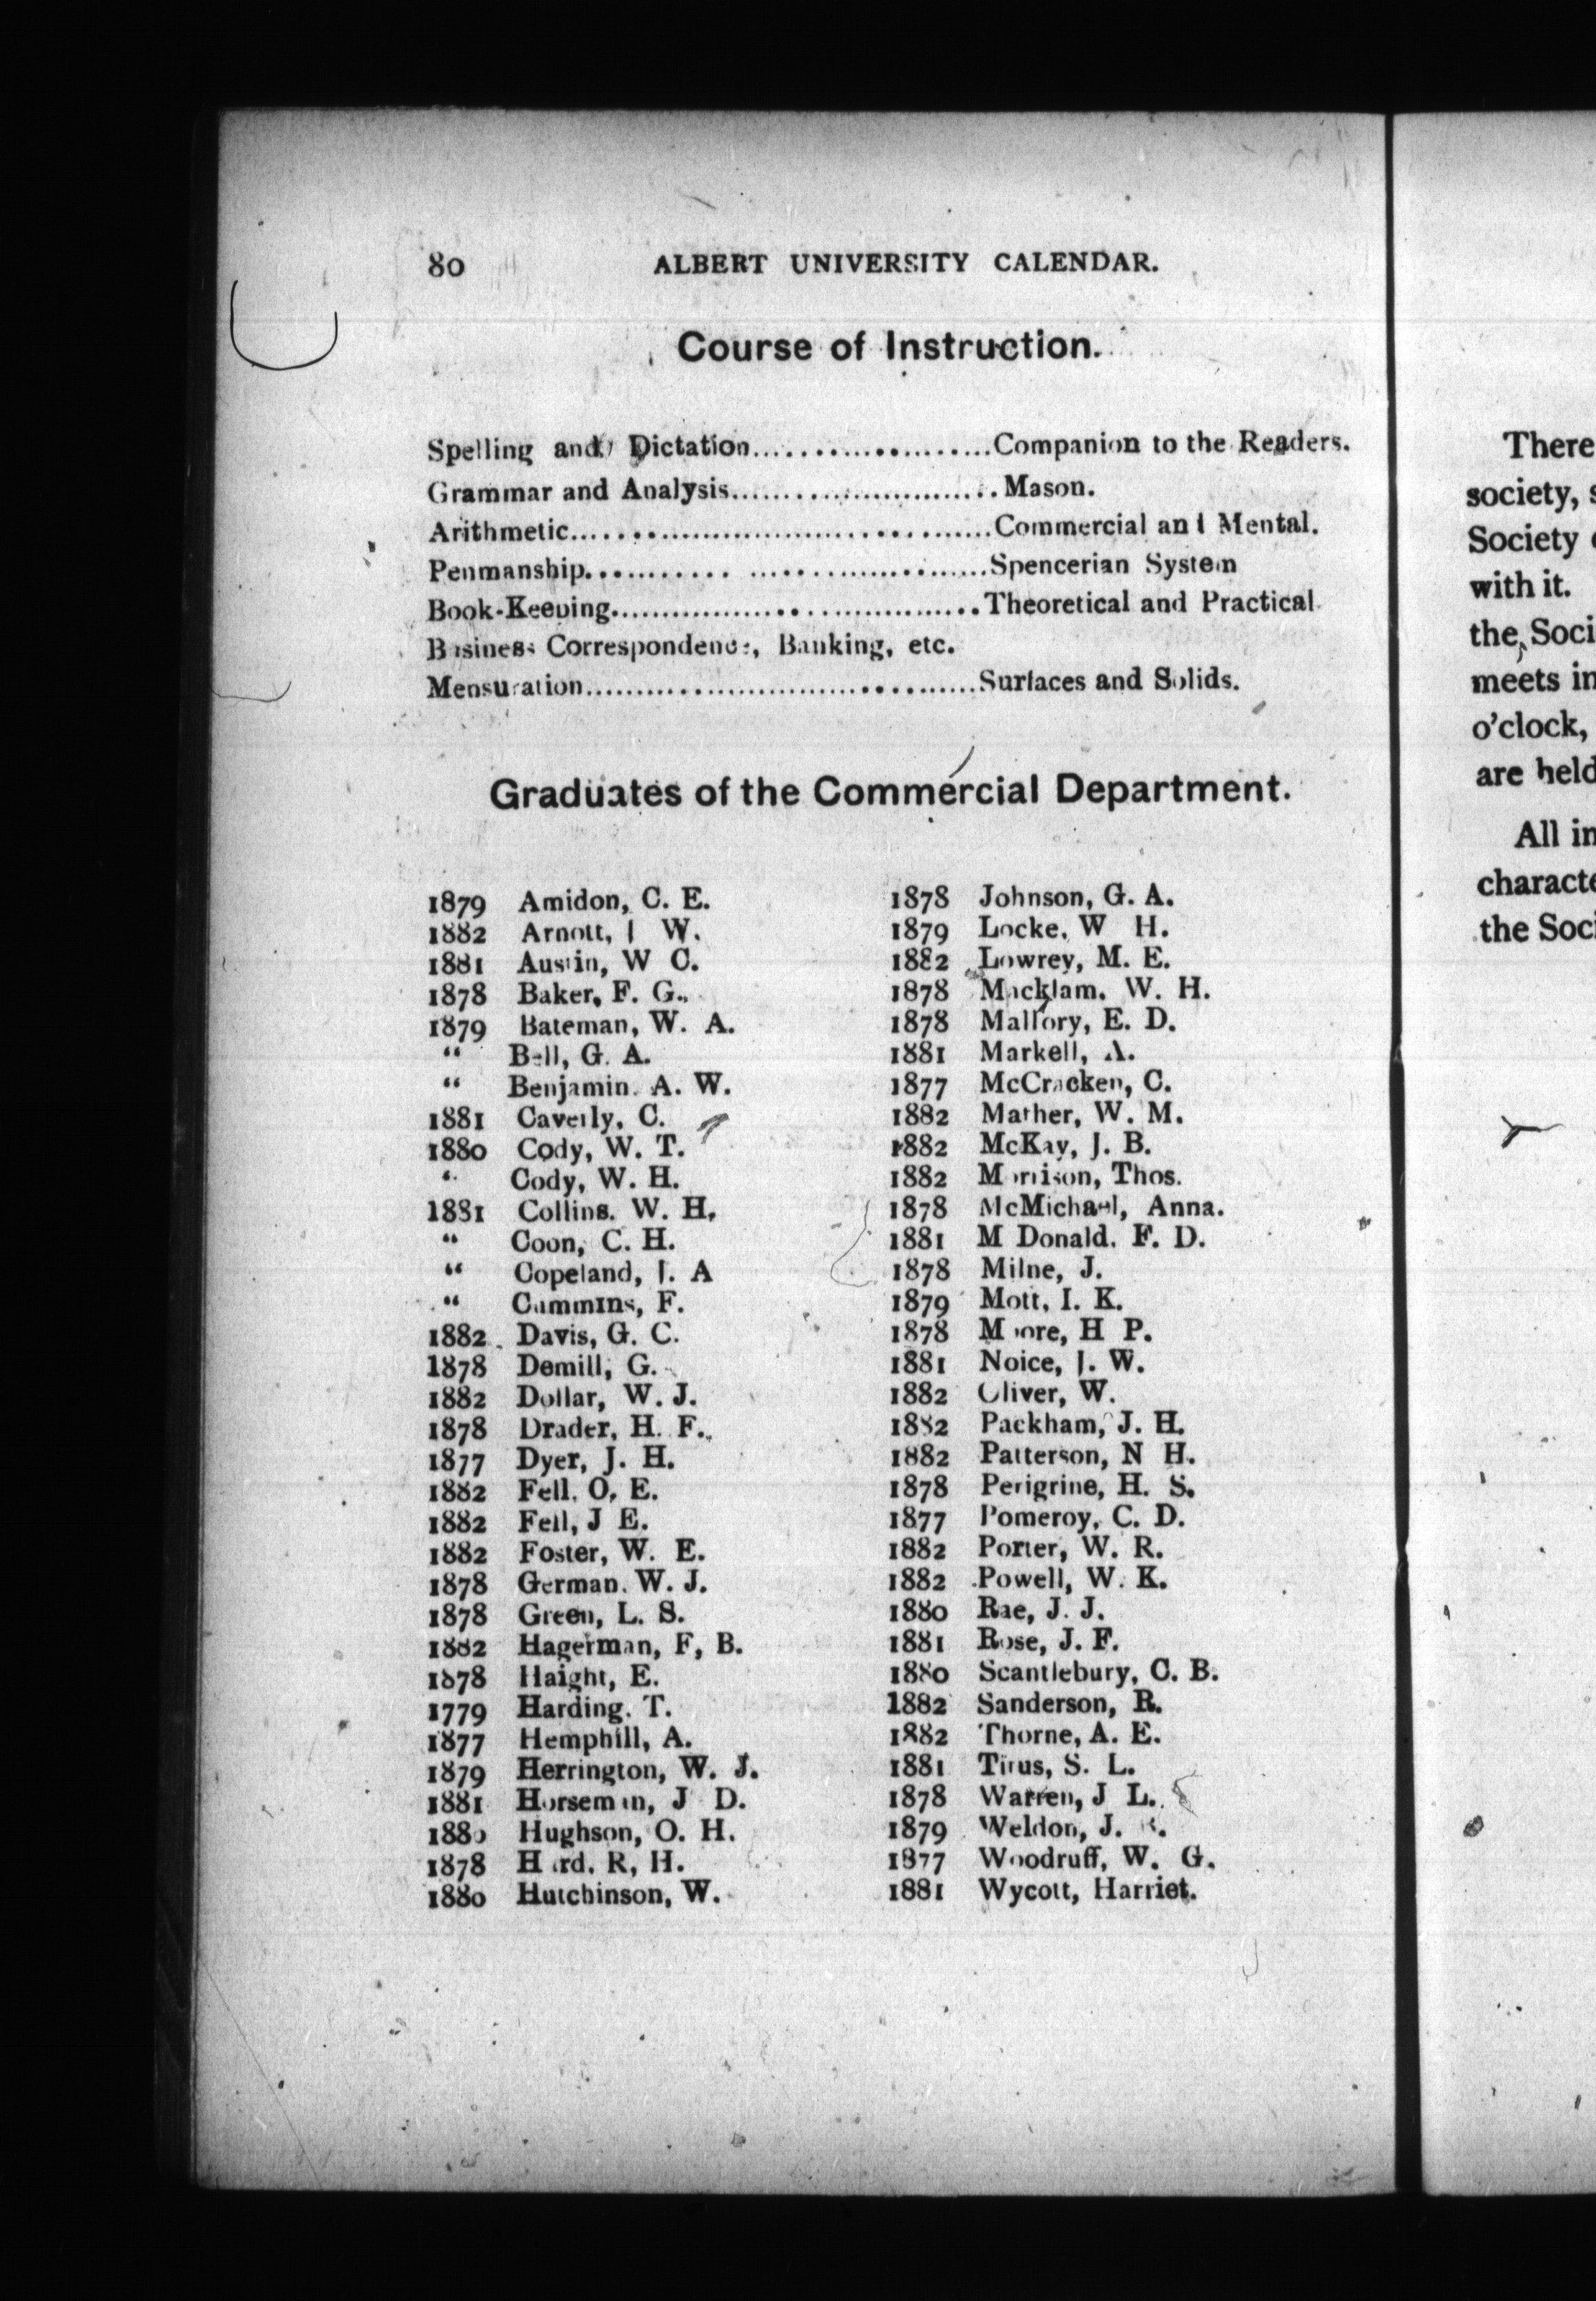 80 ALBERT UNIVERSITY CALENDAR.
Course of Instruction.
Spelling and Dictation......................Companion to the Readers.
Grammar and Analysis..........................Mason.
Arithmetic.......................................Commercial and Mental.
Penmanship.......................................Spencerian System
Book-Keeping....................................Theoretical and Practical.
Business Correspondence, Banking, etc.
Mensuration......................................Surfaces and Solids.
Graduates of the Commercial Department.
1879 Amidon, C. E.
1882 Arnott, J W.
1881 Austin, W C.
1878 Baker, F. G.
1879 Bateman, W. A.
“ Bell, G. A.
“ Benjamin. A. W.
1881 Caverly, C.
1880 Cody, W. T.
“ Cody, W. H.
1881 Collins. W. H,
“ Coon, C. H.
“ Copeland, J. A
“ Cummins, F.
1882 Davis, G. C.
1878 Demill, G.
1882 Dollar, W. J.
1878 Drader, H. F.
1877 Dyer, J. H.
1882 Fell. O. E.
1882 Fell, J E.
1882 Foster, W. E.
1878 German. W. J.
1878 Green, L. S.
1882 Hagerman, F, B.
1878 Haight, E.
1779 Harding. T.
1877 Hemphill, A.
1879 Herrington, W. J.
1881 Horseman, J D.
1880 Hughson, O. H.
1878 Hurd. R, H.
1880 Hutchinson, W.
1878 Johnson, G. A.
1879 Locke. W H.
1882 Lowrey, M. E.
1878 Macklam. W. H.
1878 Mallory, E. D.
1881 Markell, A.
1877 McCracken, C.
1882 Mather, W. M.
1882 McKay, J. B.
1882 Morrison, Thos.
1878 McMichael, Anna.
1881 M Donald. F. D.
1878 Milne, J.
1879 Mott, I. K.
1878 Moore, H P.
1881 Noice, J. W.
1882 Oliver, W.
1882 Packham, J. H.
1882 Patterson, N H.
1878 Perigrine, H. S.
1877 Pomeroy, C. D.
1882 Porter, W. R.
1882 Powell, W. K.
1880 Rae, J. J.
1881 Rose, J. F.
1880 Scantlebury, C. B.
1882 Sanderson, R.
1882 Thorne, A. E.
1881 Titus, S. L.
1878 Warren, J L.
1879 Weldon, J.
1877 Woodruff, W. G.
1881 Wycott, Harriet.
There
society,
Society
with it.
the Soci
meets in
o'clock,
are held
All in
characte
the Soci